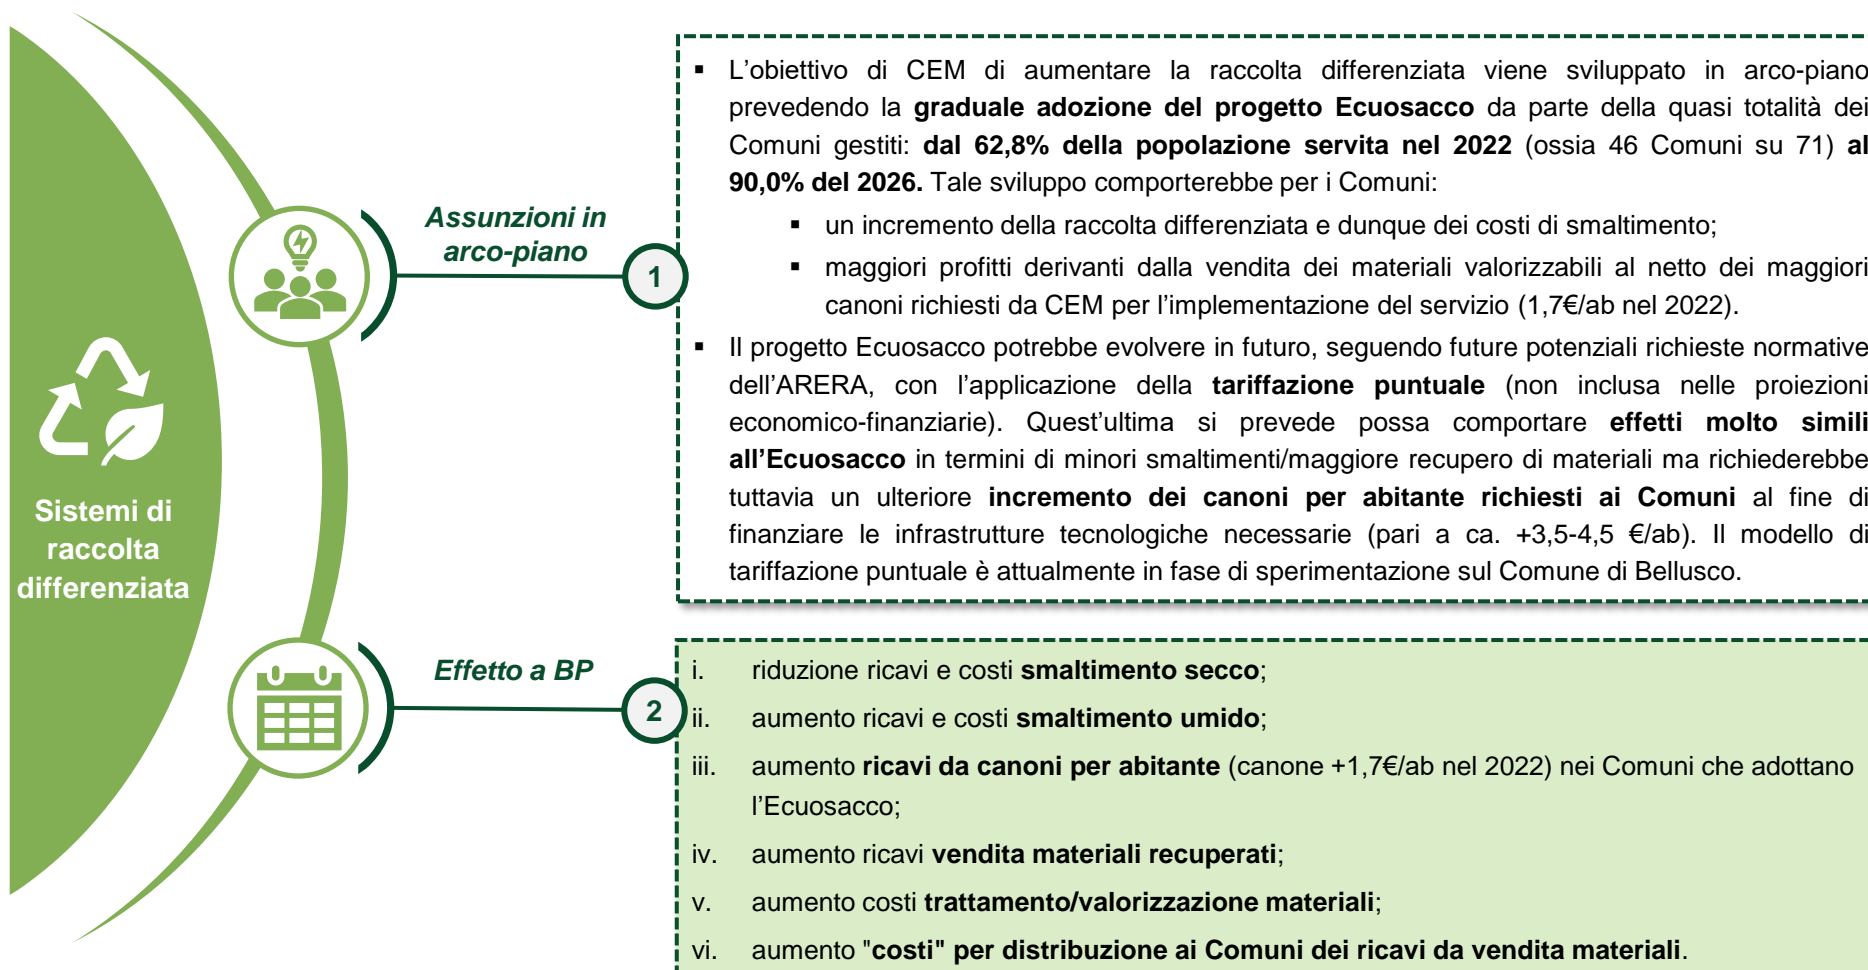 Sistemi di
raccolta
differenziata
Assunzioni in
arco-piano
1
▪ L’obiettivo di CEM di aumentare la raccolta differenziata viene sviluppato in arco-piano
prevedendo la graduale adozione del progetto Ecuosacco da parte della quasi totalità dei
Comuni gestiti: dal 62,8% della popolazione servita nel 2022 (ossia 46 Comuni su 71) al
90,0% del 2026. Tale sviluppo comporterebbe per i Comuni:
▪ un incremento della raccolta differenziata e dunque dei costi di smaltimento;
▪ maggiori profitti derivanti dalla vendita dei materiali valorizzabili al netto dei maggiori
canoni richiesti da CEM per l’implementazione del servizio (1,7€/ab nel 2022).
▪ Il progetto Ecuosacco potrebbe evolvere in futuro, seguendo future potenziali richieste normative
dell’ARERA, con l’applicazione della tariffazione puntuale (non inclusa nelle proiezioni
economico-finanziarie). Quest’ultima si prevede possa comportare effetti molto simili
all’Ecuosacco in termini di minori smaltimenti/maggiore recupero di materiali ma richiederebbe
tuttavia un ulteriore incremento dei canoni per abitante richiesti ai Comuni al fine di
finanziare le infrastrutture tecnologiche necessarie (pari a ca. +3,5-4,5 €/ab). Il modello di
tariffazione puntuale è attualmente in fase di sperimentazione sul Comune di Bellusco.
Effetto a BP
2
i. riduzione ricavi e costi smaltimento secco;
ii. aumento ricavi e costi smaltimento umido;
iii. aumento ricavi da canoni per abitante (canone +1,7€/ab nel 2022) nei Comuni che adottano
l’Ecuosacco;
iv. aumento ricavi vendita materiali recuperati;
v. aumento costi trattamento/valorizzazione materiali;
vi. aumento "costi" per distribuzione ai Comuni dei ricavi da vendita materiali.